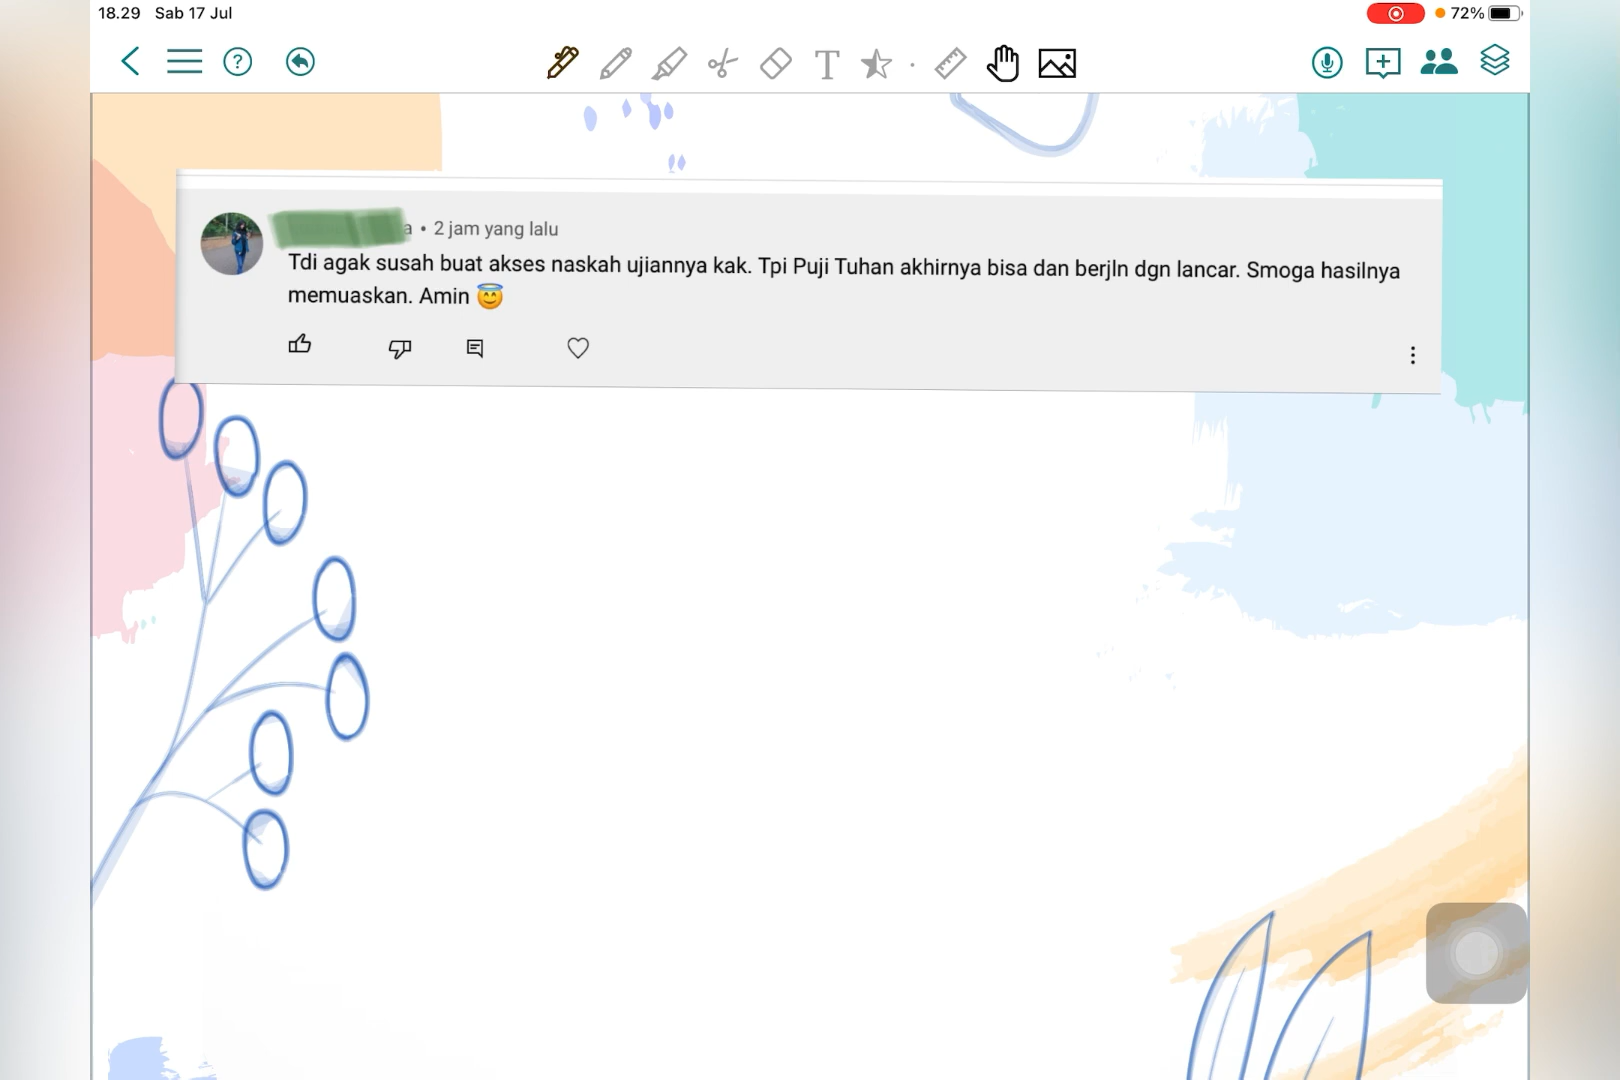 18.29 Sab 17 Jul 72%
a • 2 jam yang lalu
Tdi agak susah buat akses naskah ujiannya kak. Tpi Puji Tuhan akhirnya bisa dan berjln dgn lancar. Smoga hasilnya
memuaskan. Amin 😇